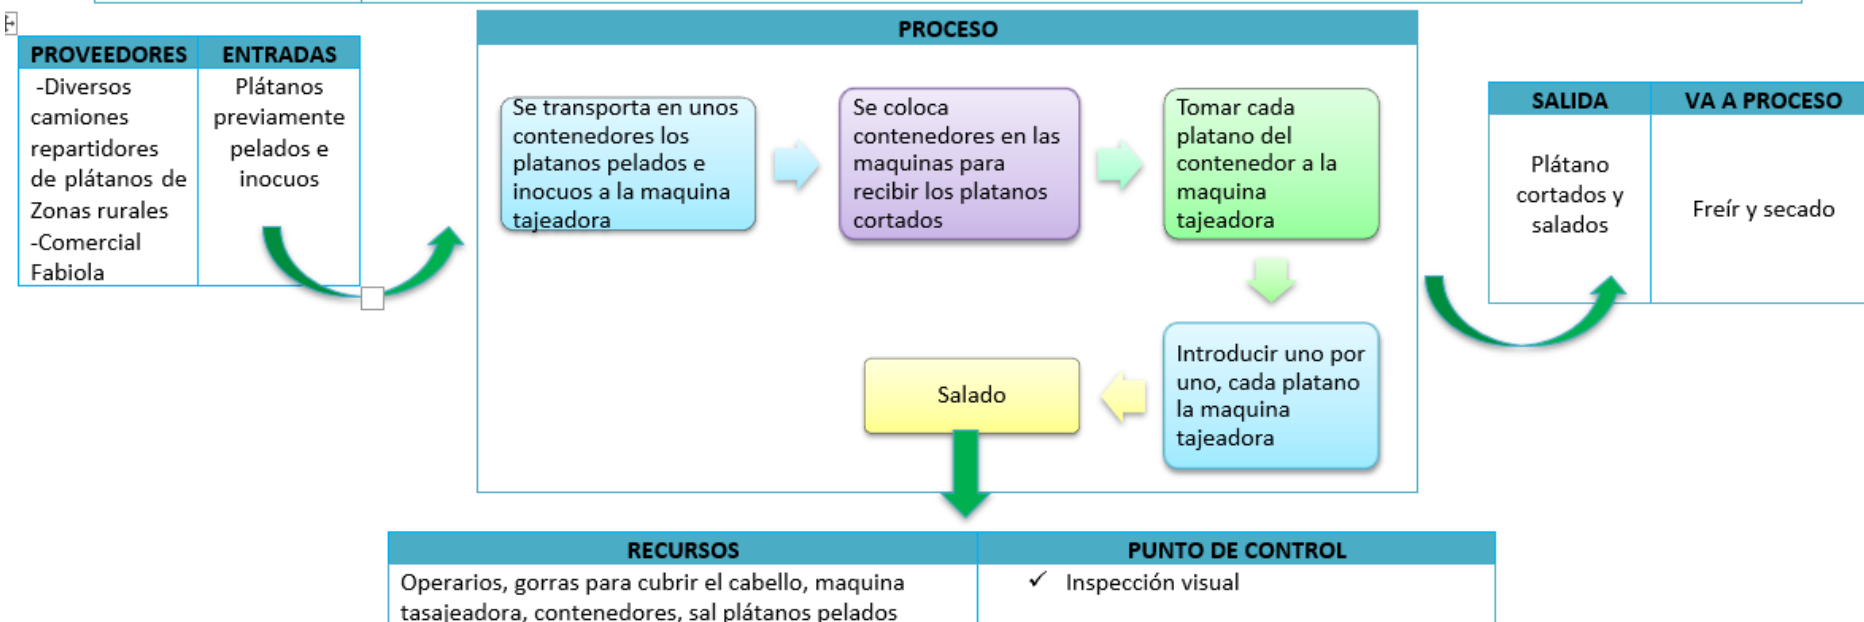 PROVEEDORES
ENTRADAS
-Diversos
camiones
repartidores
de plátanos de
Zonas rurales
-Comercial
Fabiola
Plátanos
previamente
pelados e
inocuos
PROCESO
Se transporta en unos
contenedores los
platanos pelados e
inocuos a la maquina
tajeadora
Se coloca
contenedores en las
maquinas para
recibir los platanos
cortados
Tomar cada
platano del
contenedor a la
maquina
tajeadora
Introducir uno por
uno, cada platano
la maquina
tajeadora
Salado
SALIDA
VA A PROCESO
Plátano
cortados y
salados
Freír y secado
RECURSOS
PUNTO DE CONTROL
Operarios, gorras para cubrir el cabello, maquina
tasajeadora, contenedores, sal plátanos pelados
✓ Inspección visual